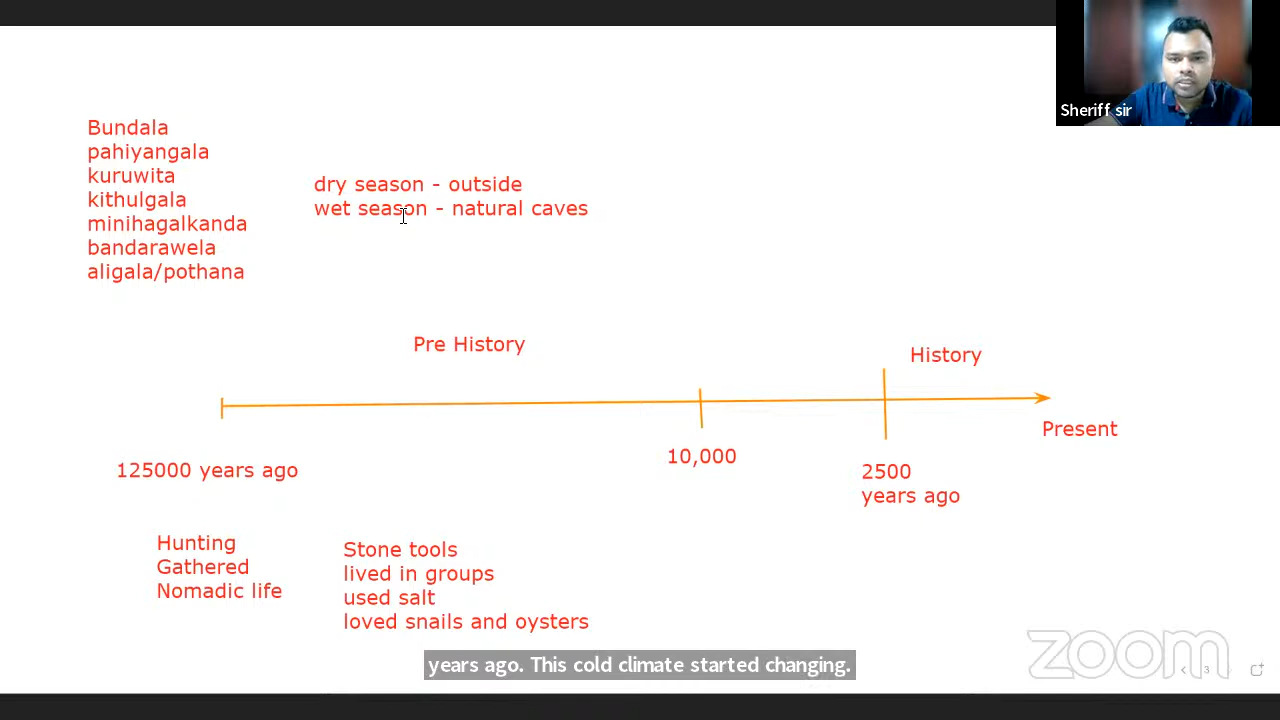 Sheriff sir
Bundala
pahiyangala
kuruwita
kithulgala
minihagalkanda
bandarawela
aligala/pothana
dry season - outside
wet season - natural caves
Pre History
History
Present
125000 years ago
10,000
2500
years ago
Hunting
Gathered
Nomadic life
Stone tools
lived in groups
used salt
loved snails and oysters
years ago. This cold climate started changing.
zoom
3